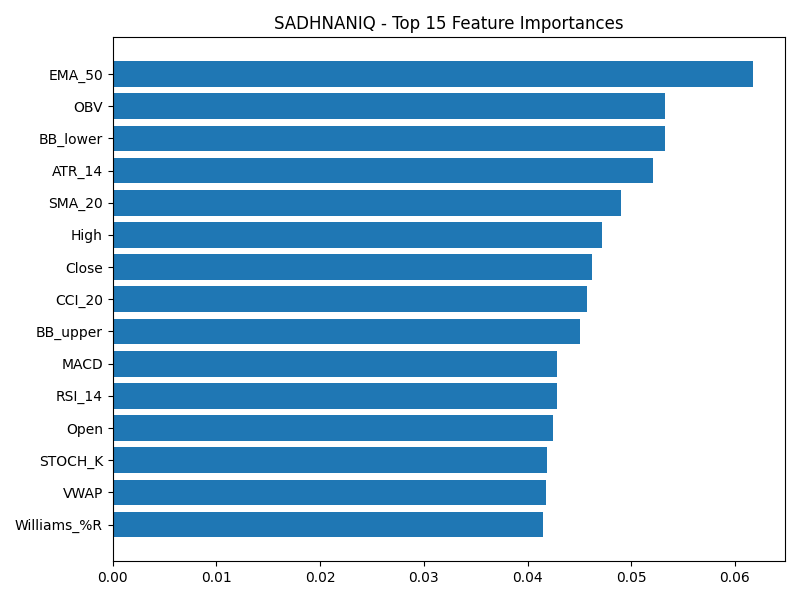 SADHNANIQ - Top 15 Feature Importances
EMA_50
OBV
BB_lower
ATR_14
SMA_20
High
Close
CCI_20
BB_upper
MACD
RSI_14
Open
STOCH_K
VWAP
Williams_%R
0.00 0.01 0.02 0.03 0.04 0.05 0.06